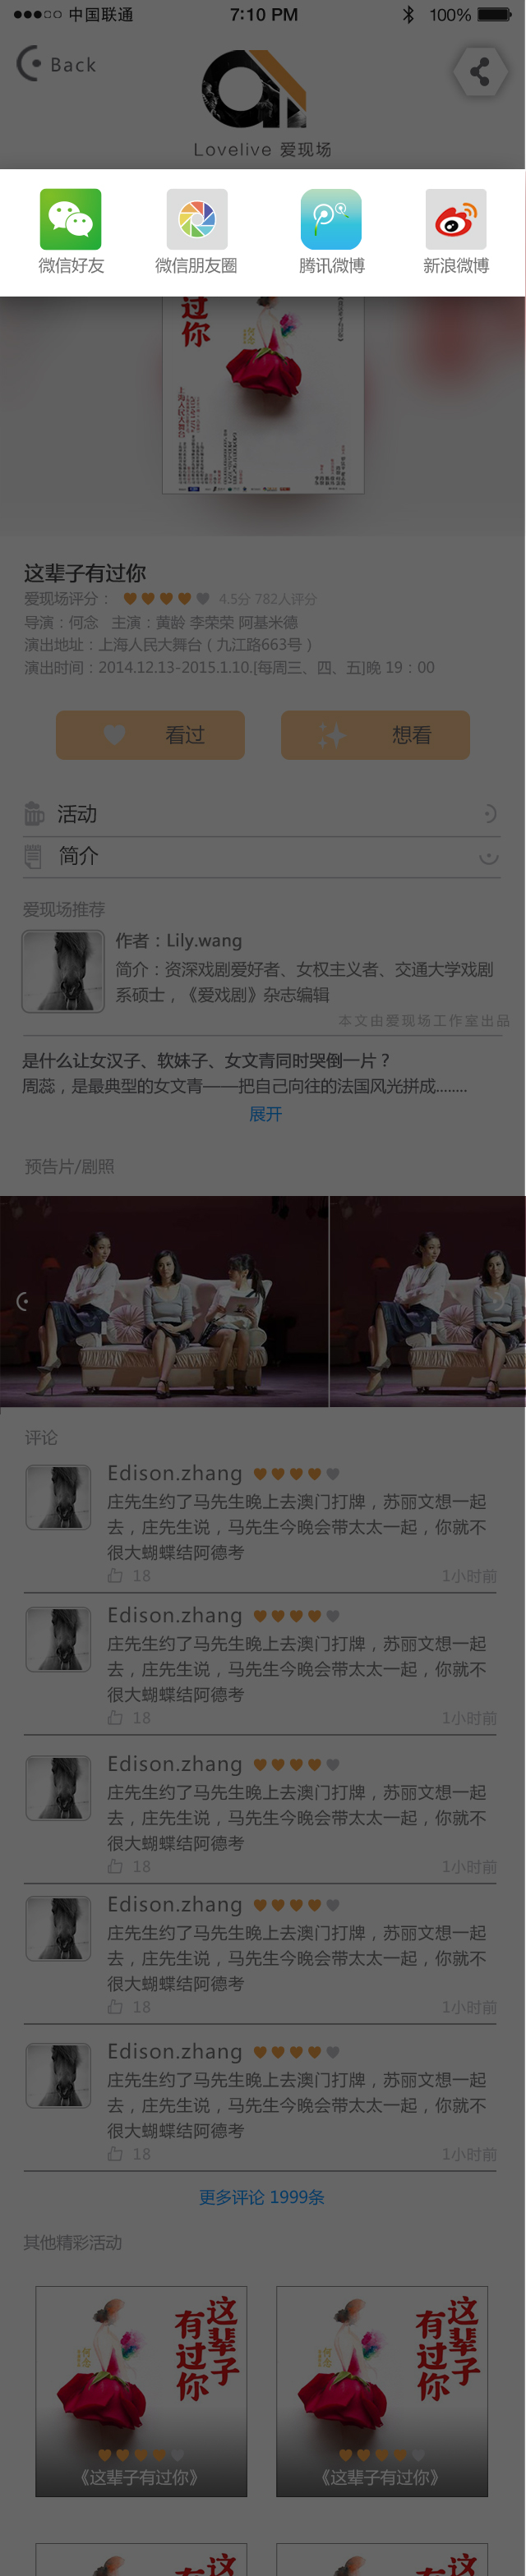 中国联通 7:10 PM 100%
Back
Lovelive 爱现场
微信好友 微信朋友圈 腾讯微博 新浪微博
过你
上海人民大舞台
这辈子有过你
爱现场评分： 4.5分 782人评分
导演：何念 主演：黄龄 李荣荣 阿基米德
演出地址：上海人民大舞台（九江路663号）
演出时间：2014.12.13-2015.1.10.[每周三、四、五]晚 19：00
看过 想看
活动
简介
爱现场推荐
作者：Lily.wang
简介：资深戏剧爱好者、女权主义者、交通大学戏剧
系硕士，《爱戏剧》杂志编辑
本文由爱现场工作室出品
是什么让女汉子、软妹子、女文青同时哭倒一片？
周蕊，是最典型的女文青——把自己向往的法国风光拼成........
展开
预告片/剧照
评论
Edison.zhang
庄先生约了马先生晚上去澳门打牌，苏丽文想一起
去，庄先生说，马先生今晚会带太太一起，你就不
很大蝴蝶结阿德考
18 1小时前
Edison.zhang
庄先生约了马先生晚上去澳门打牌，苏丽文想一起
去，庄先生说，马先生今晚会带太太一起，你就不
很大蝴蝶结阿德考
18 1小时前
Edison.zhang
庄先生约了马先生晚上去澳门打牌，苏丽文想一起
去，庄先生说，马先生今晚会带太太一起，你就不
很大蝴蝶结阿德考
18 1小时前
Edison.zhang
庄先生约了马先生晚上去澳门打牌，苏丽文想一起
去，庄先生说，马先生今晚会带太太一起，你就不
很大蝴蝶结阿德考
18 1小时前
Edison.zhang
庄先生约了马先生晚上去澳门打牌，苏丽文想一起
去，庄先生说，马先生今晚会带太太一起，你就不
很大蝴蝶结阿德考
18 1小时前
更多评论 1999条
其他精彩活动
这辈子
有过你
何念
《这辈子有过你》
这辈子
有过你
何念
《这辈子有过你》
这
这